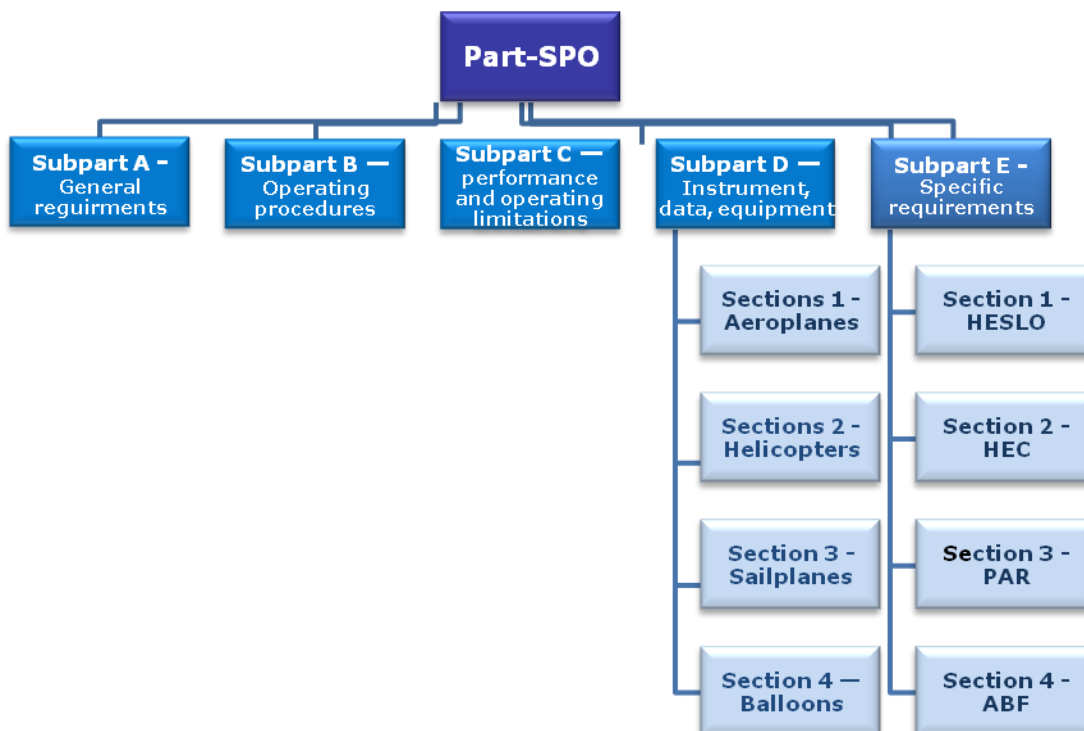 Part-SPO
Subpart A –
General
reguirments
Subpart B —
Operating
procedures
Subpart C —
performance
and operating
limitations
Subpart D —
Instrument,
data, equipment
Subpart E -
Specific
requirements
Sections 1 -
Aeroplanes
Sections 2 -
Helicopters
Section 3 -
Sailplanes
Section 4 —
Balloons
Section 1 -
HESLO
Section 2 -
HEC
Section 3 -
PAR
Section 4 -
ABF